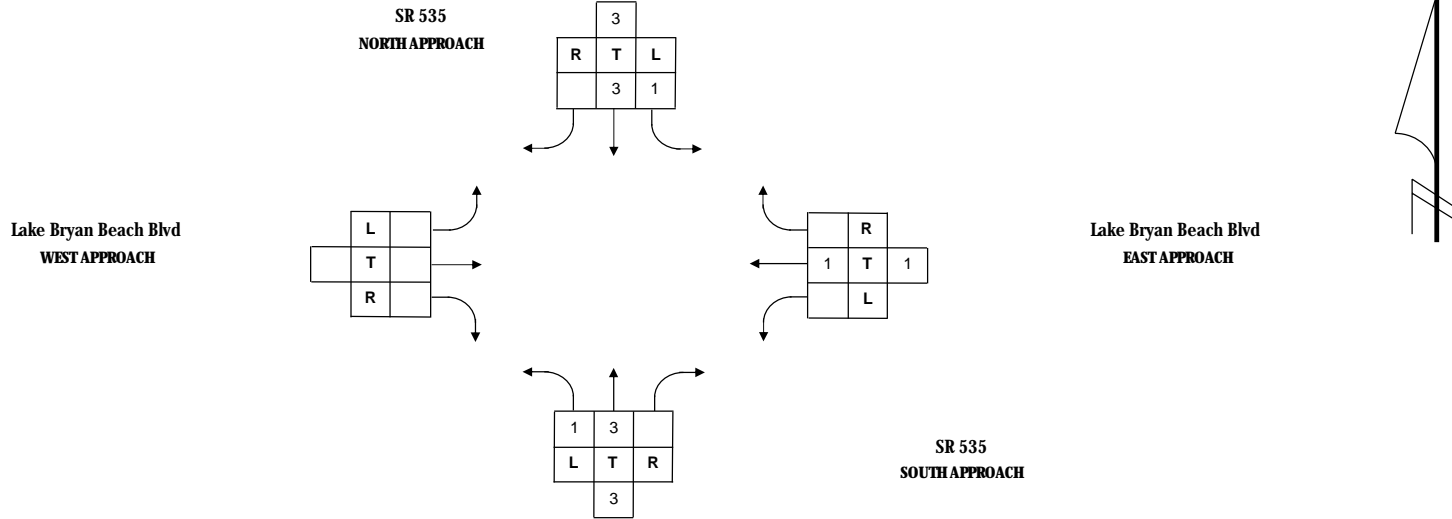 SR 535
NORTH APPROACH
3
R T L
3 1
Lake Bryan Beach Blvd
WEST APPROACH
L
T
R
R
1 T 1
L
Lake Bryan Beach Blvd
EAST APPROACH
1 3
L T R
3
SR 535
SOUTH APPROACH